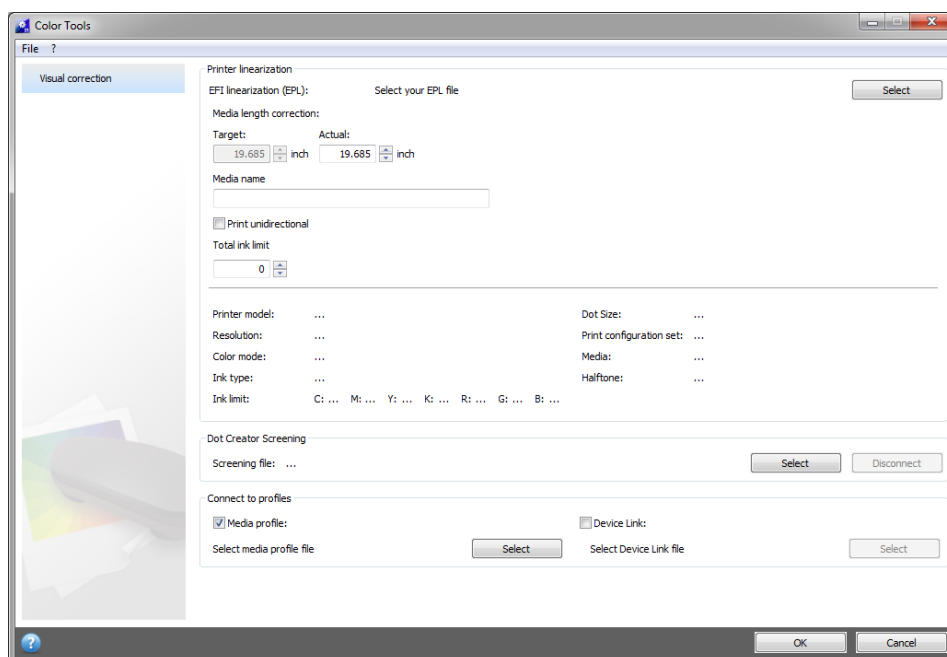 Color Tools
File ?
Visual correction
Printer linearization
EFI linearization (EPL): Select your EPL file Select
Media length correction:
Target: Actual:
19.685 inch 19.685 inch
Media name
Print unidirectional
Total ink limit
0
Printer model: ... Dot Size: ...
Resolution: ... Print configuration set: ...
Color mode: ... Media: ...
Ink type: ... Halftone: ...
Ink limit: C: ... M: ... Y: ... K: ... R: ... G: ... B: ...
Dot Creator Screening
Screening file: ... Select Disconnect
Connect to profiles
Media profile: Device Link:
Select media profile file Select Select Device Link file Select
? OK Cancel